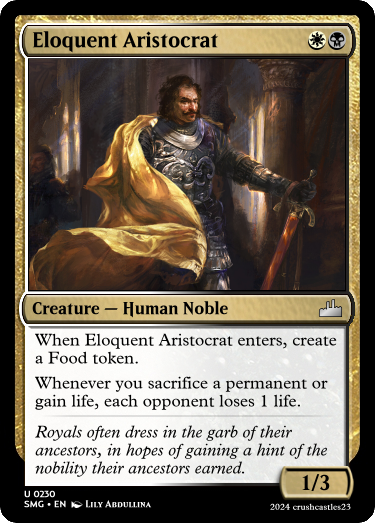 Eloquent Aristocrat
Creature — Human Noble
When Eloquent Aristocrat enters, create
a Food token.
Whenever you sacrifice a permanent or
gain life, each opponent loses 1 life.
Royals often dress in the garb of their
ancestors, in hopes of gaining a hint of the
nobility their ancestors earned.
1/3
U 0230
SMG • EN Lily Abdullina
2024 crushcastles23